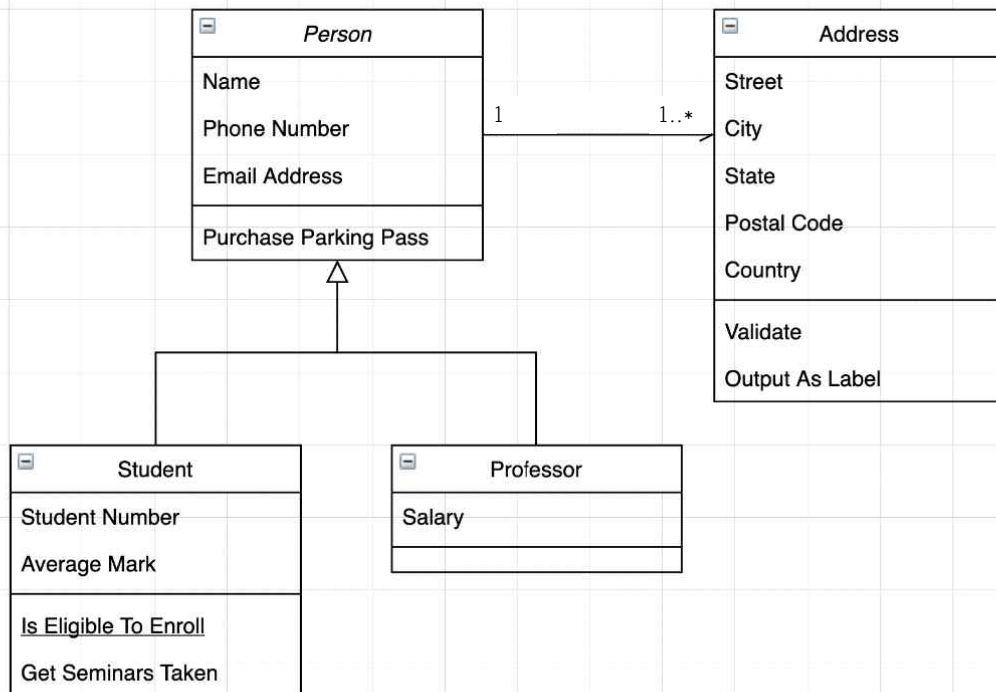 Person
Name
Phone Number
Email Address
Purchase Parking Pass
1
1..*
Address
Street
City
State
Postal Code
Country
Validate
Output As Label
Student
Student Number
Average Mark
Is Eligible To Enroll
Get Seminars Taken
Professor
Salary